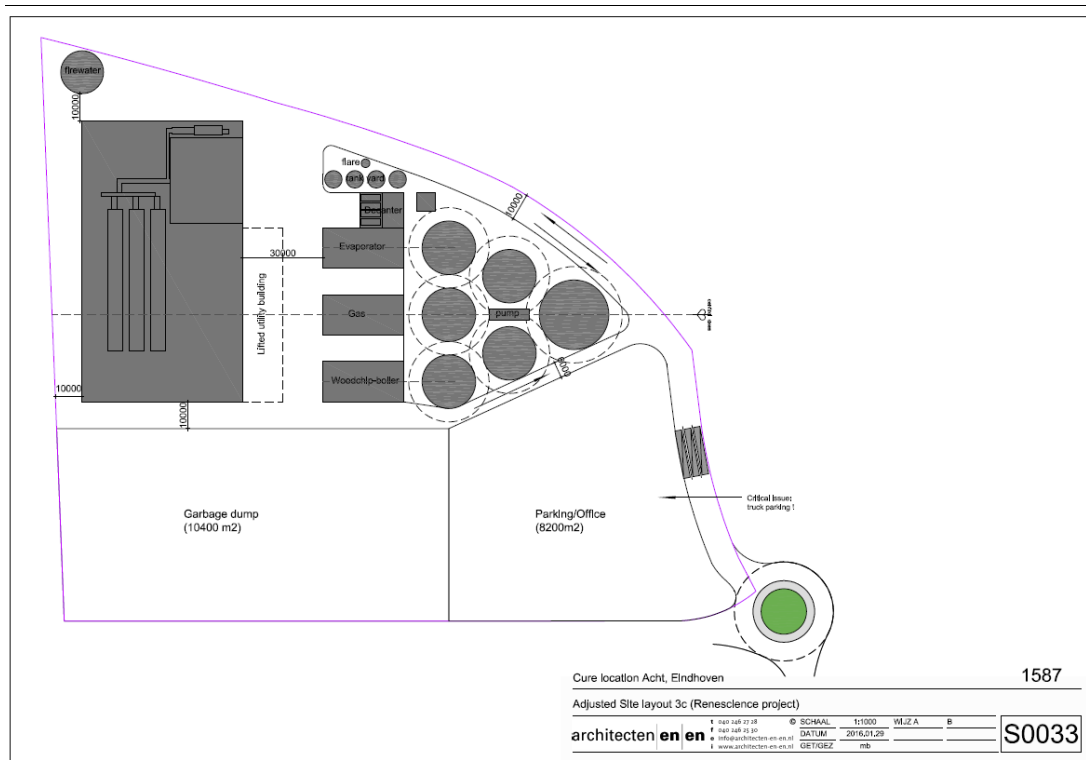 firewater
10000
flare
tank yard
Decanter
10000
Evaporator
30000
Lifted utility building
Gas
pump
Woodchip-boiler
6000
10000
10000
Garbage dump
(10400 m2)
Parking/Office
(8200m2)
Critical issue:
truck parking !
Cure location Acht, Eindhoven 1587
Adjusted Site layout 3c (Renescience project)
architecten en en
t 040 246 27 28
f 040 246 25 30
e info@architecten-en-en.nl
i www.architecten-en-en.nl
© SCHAAL 1:1000 WIJZ A B
DATUM 2016.01.29
GET/GEZ mb
S0033